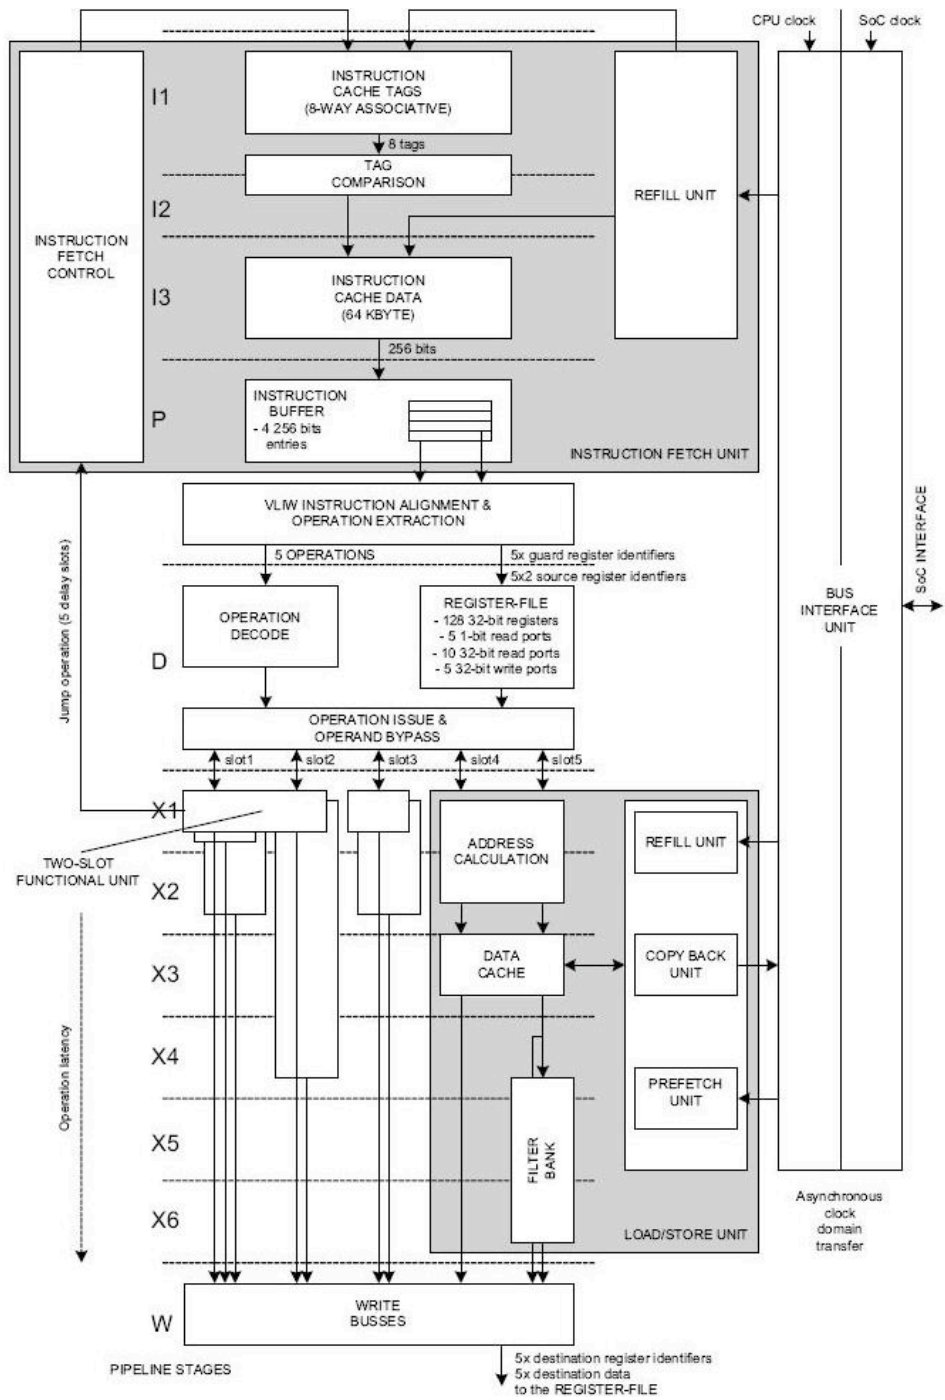 CPU clock
SoC clock
INSTRUCTION
CACHE TAGS
(8-WAY ASSOCIATIVE)
I1
8 tags
TAG
COMPARISON
REFILL UNIT
I2
INSTRUCTION
FETCH
CONTROL
INSTRUCTION
CACHE DATA
(64 KBYTE)
I3
256 bits
INSTRUCTION
BUFFER
- 4 256 bits
entries
P
INSTRUCTION FETCH UNIT
VLIW INSTRUCTION ALIGNMENT &
OPERATION EXTRACTION
5 OPERATIONS
5x guard register identifiers
5x2 source register idenfiers
SoC INTERFACE
BUS
INTERFACE
UNIT
Jump operation (5 delay slots)
OPERATION
DECODE
REGISTER-FILE
- 128 32-bit registers
- 5 1-bit read ports
- 10 32-bit read ports
- 5 32-bit write ports
D
OPERATION ISSUE &
OPERAND BYPASS
slot1
slot2
slot3
slot4
slot5
X1
ADDRESS
CALCULATION
REFILL UNIT
TWO-SLOT
FUNCTIONAL UNIT
X2
DATA
CACHE
COPY BACK
UNIT
X3
Operation latency
X4
PREFETCH
UNIT
X5
FILTER
BANK
X6
LOAD/STORE UNIT
Asynchronous
clock
domain
transfer
WRITE
BUSSES
W
PIPELINE STAGES
5x destination register identifiers
5x destination data
to the REGISTER-FILE